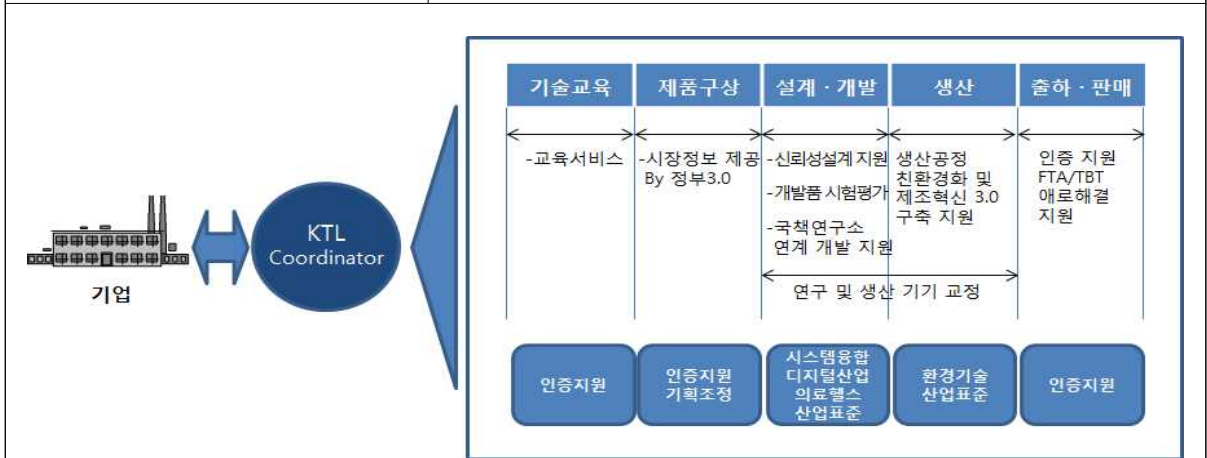 기술교육
제품구상
설계 · 개발
생산
출하 · 판매
-교육서비스
-시장정보 제공
By 정부3.0
-신뢰성설계 지원
-개발품 시험평가
-국책연구소
연계 개발 지원
생산공정
친환경화 및
제조혁신 3.0
구축 지원
인증 지원
FTA/TBT
애로해결
지원
연구 및 생산 기기 교정
KTL
Coordinator
기업
인증지원
인증지원
기획조정
시스템융합
디지털산업
의료헬스
산업표준
환경기술
산업표준
인증지원